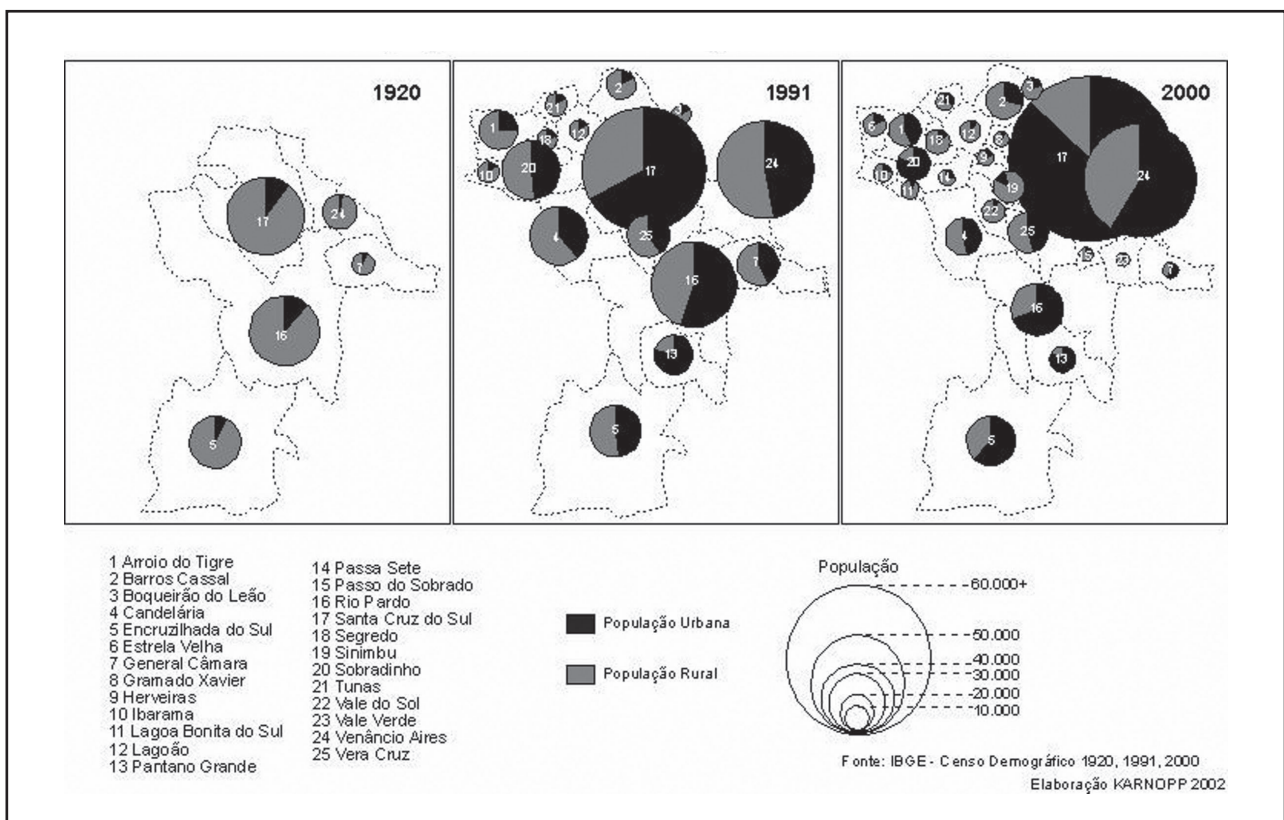 1920
1991
2000
17
24
7
16
5
2
21
3
1
18
12
17
24
20
10
4
25
16
7
13
5
3
2
21
6
1
18
12
8
17
24
20
9
10
14
11
19
22
4
25
15
23
7
16
13
5
1 Arroio do Tigre
2 Barros Cassal
3 Boqueirão do Leão
4 Candelária
5 Encruzilhada do Sul
6 Estrela Velha
7 General Câmara
8 Gramado Xavier
9 Herveiras
10 Ibarama
11 Lagoa Bonita do Sul
12 Lagoão
13 Pantano Grande
14 Passa Sete
15 Passo do Sobrado
16 Rio Pardo
17 Santa Cruz do Sul
18 Segredo
19 Sinimbu
20 Sobradinho
21 Tunas
22 Vale do Sol
23 Vale Verde
24 Venâncio Aires
25 Vera Cruz
População Urbana
População Rural
População
60.000+
50.000
40.000
30.000
20.000
10.000
Fonte: IBGE - Censo Demográfico 1920, 1991, 2000
Elaboração KARNOPP 2002